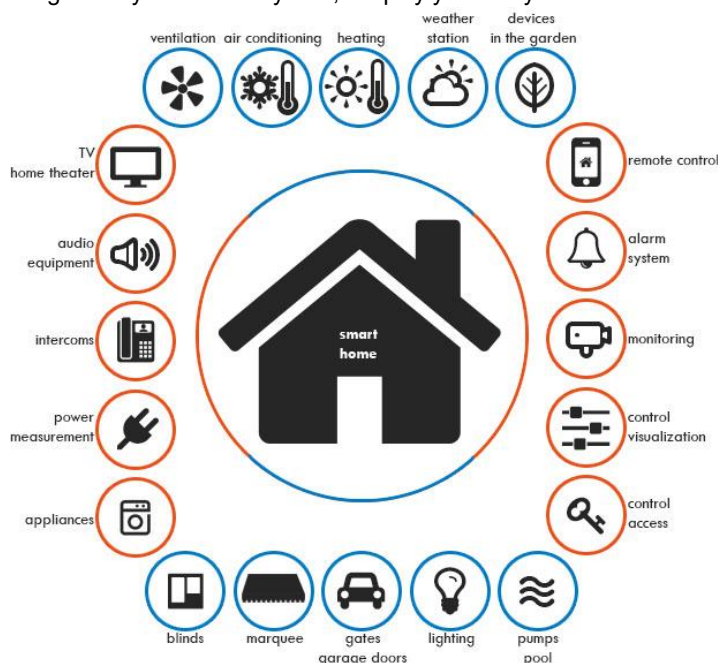 ventilation air conditioning heating weather station devices in the garden
TV
home theater
remote control
audio
equipment
alarm
system
intercoms
smart
home
monitoring
power
measurement
control
visualization
appliances
control
access
blinds marquee gates garage doors lighting pumps pool